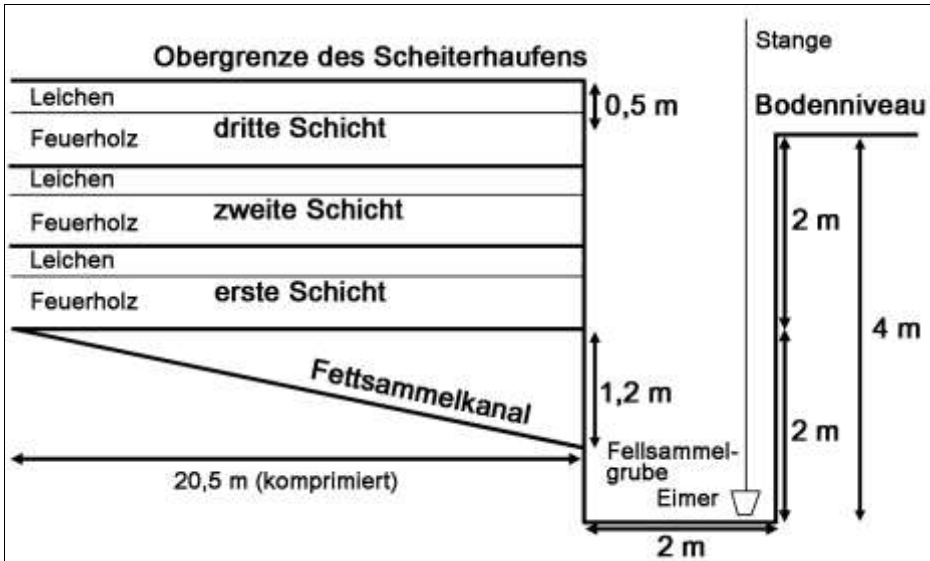 Obergrenze des Scheiterhaufens
Stange
Leichen
0,5 m
Bodenniveau
Feuerholz
dritte Schicht
Leichen
Feuerholz
zweite Schicht
2 m
Leichen
Feuerholz
erste Schicht
4 m
Fettsammelkanal
1,2 m
2 m
20,5 m (komprimiert)
Fellsammel-
grube
Eimer
2 m